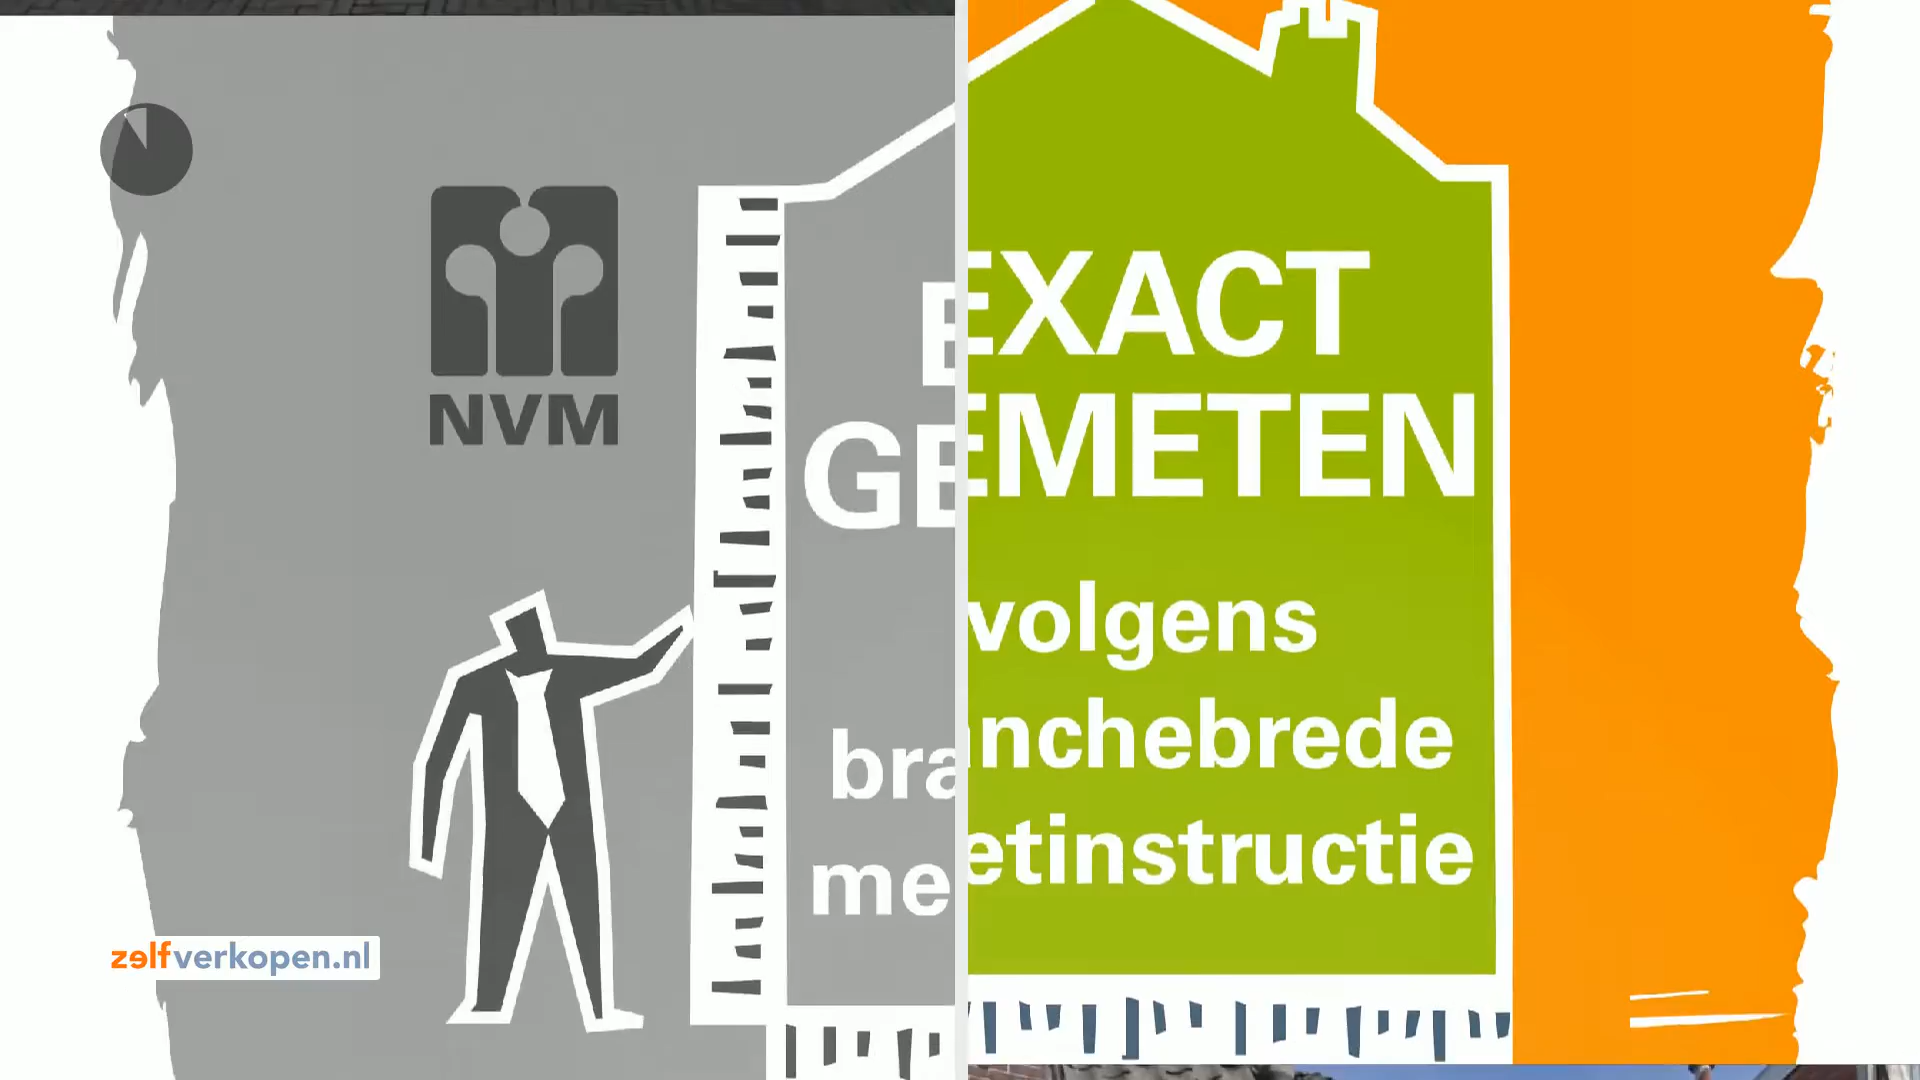 NVM
EXACT
GEMETEN
volgens
branchebrede
meetinstructie
zelfverkopen.nl